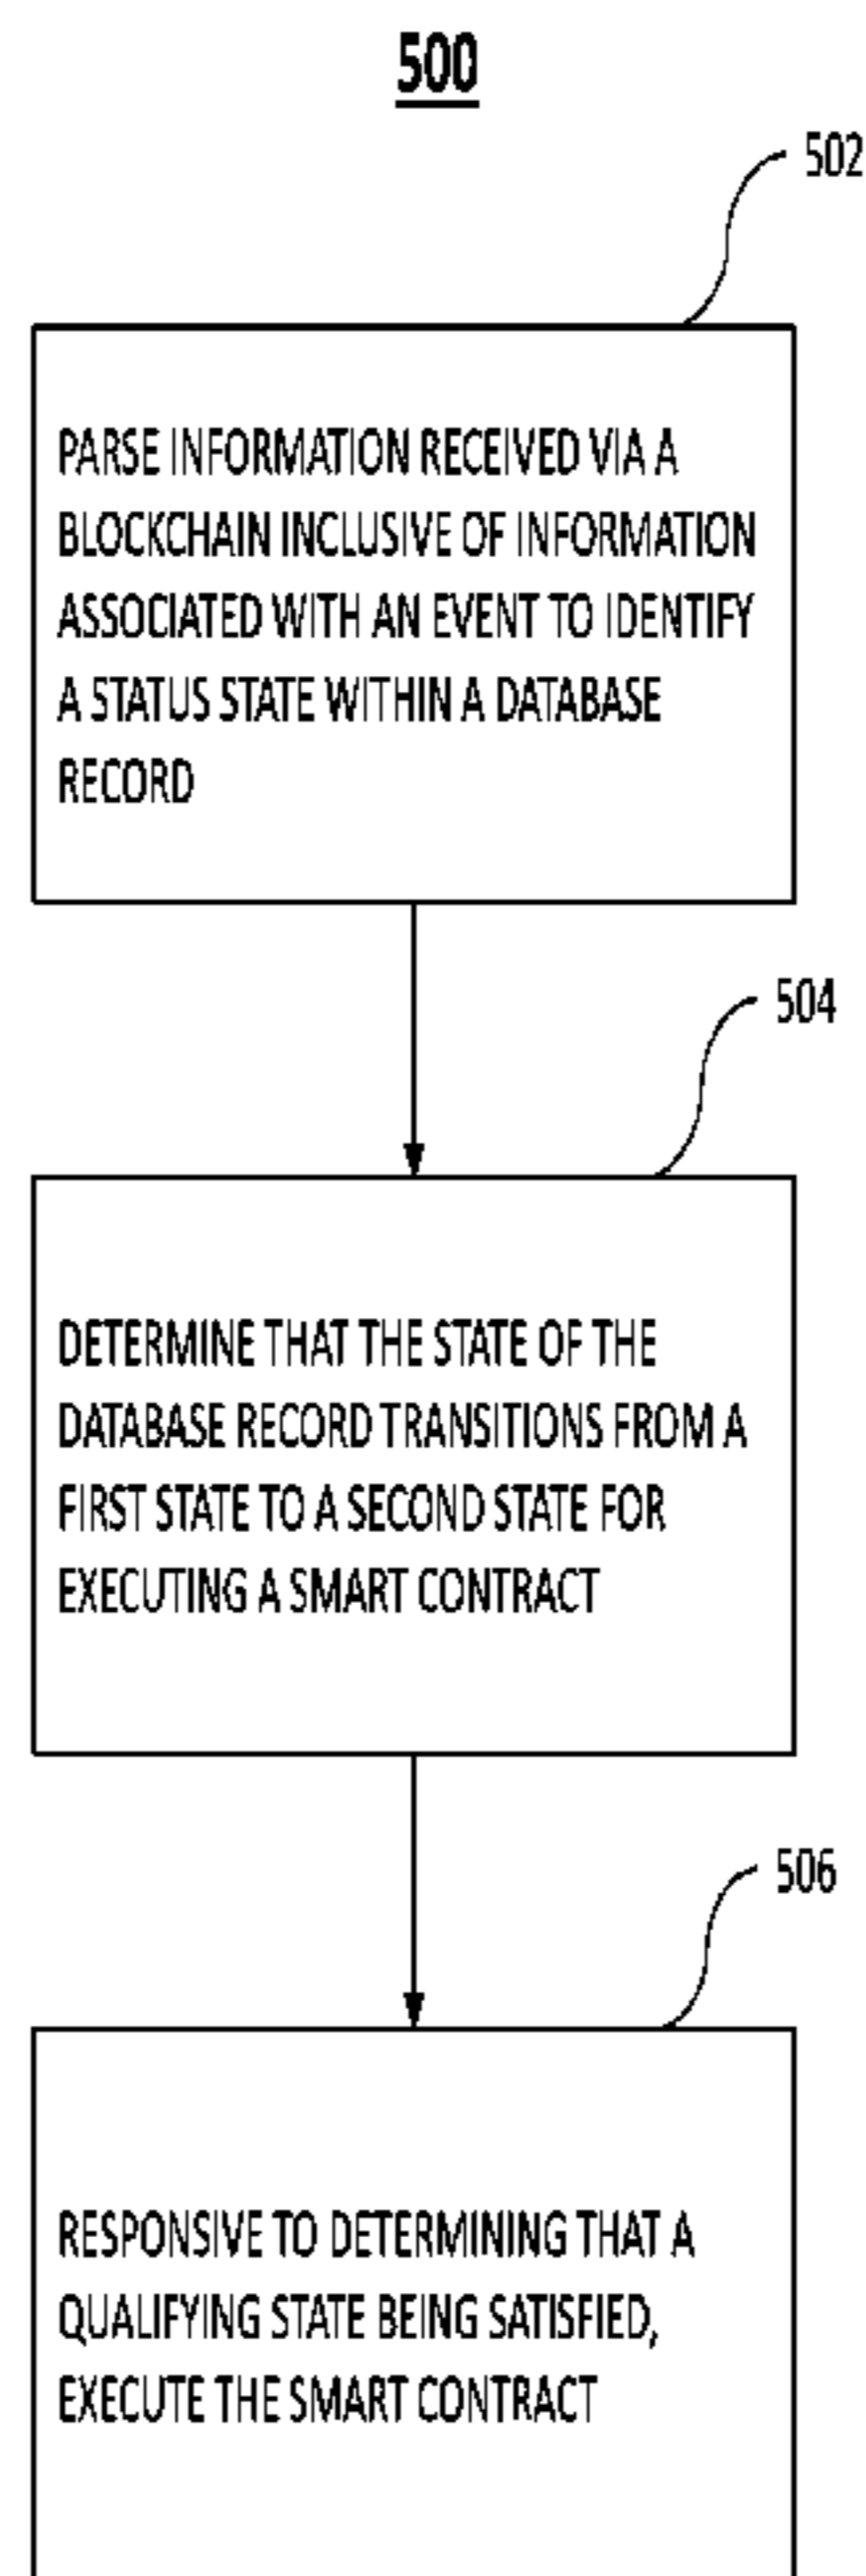 500
502
PARSE INFORMATION RECEIVED VIA A
BLOCKCHAIN INCLUSIVE OF INFORMATION
ASSOCIATED WITH AN EVENT TO IDENTIFY
A STATUS STATE WITHIN A DATABASE
RECORD
504
DETERMINE THAT THE STATE OF THE
DATABASE RECORD TRANSITIONS FROM A
FIRST STATE TO A SECOND STATE FOR
EXECUTING A SMART CONTRACT
506
RESPONSIVE TO DETERMINING THAT A
QUALIFYING STATE BEING SATISFIED,
EXECUTE THE SMART CONTRACT